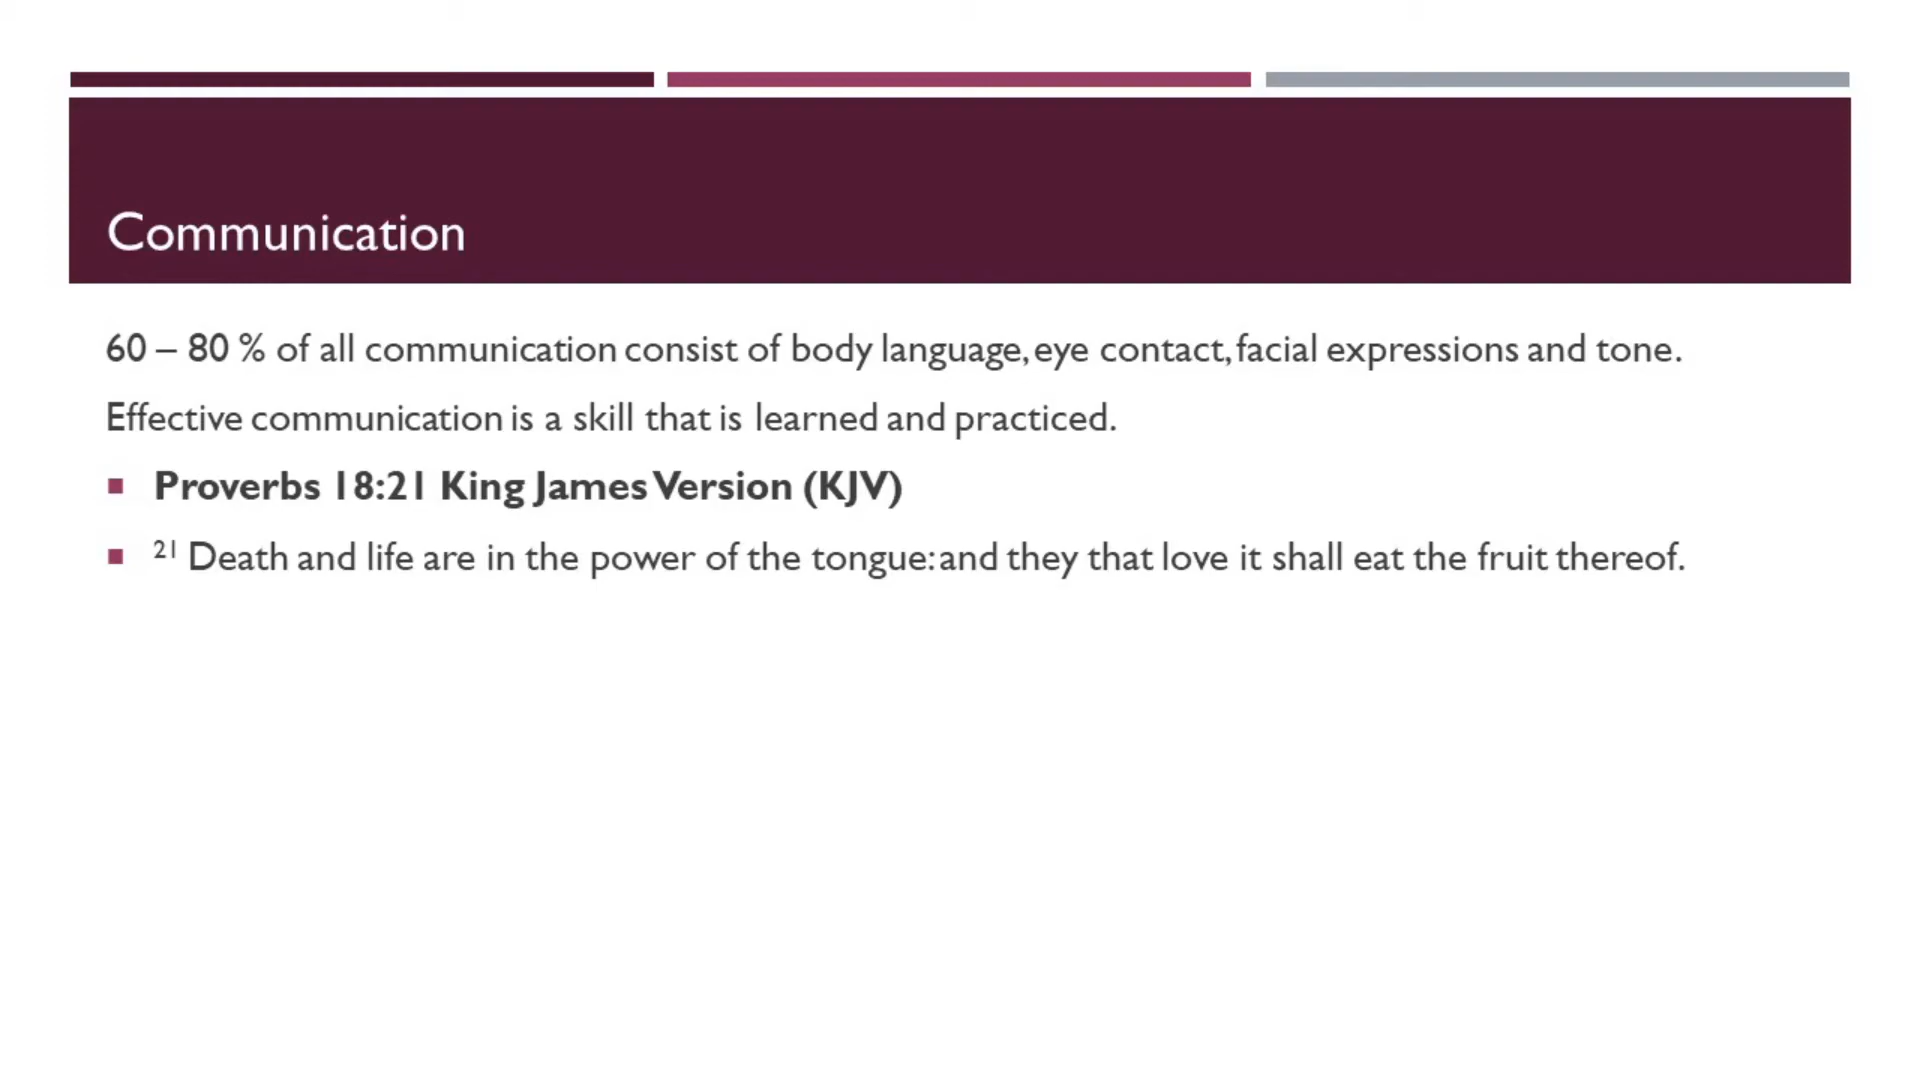 Communication
60 – 80 % of all communication consist of body language, eye contact, facial expressions and tone.
Effective communication is a skill that is learned and practiced.
Proverbs 18:21 King James Version (KJV)
21 Death and life are in the power of the tongue: and they that love it shall eat the fruit thereof.